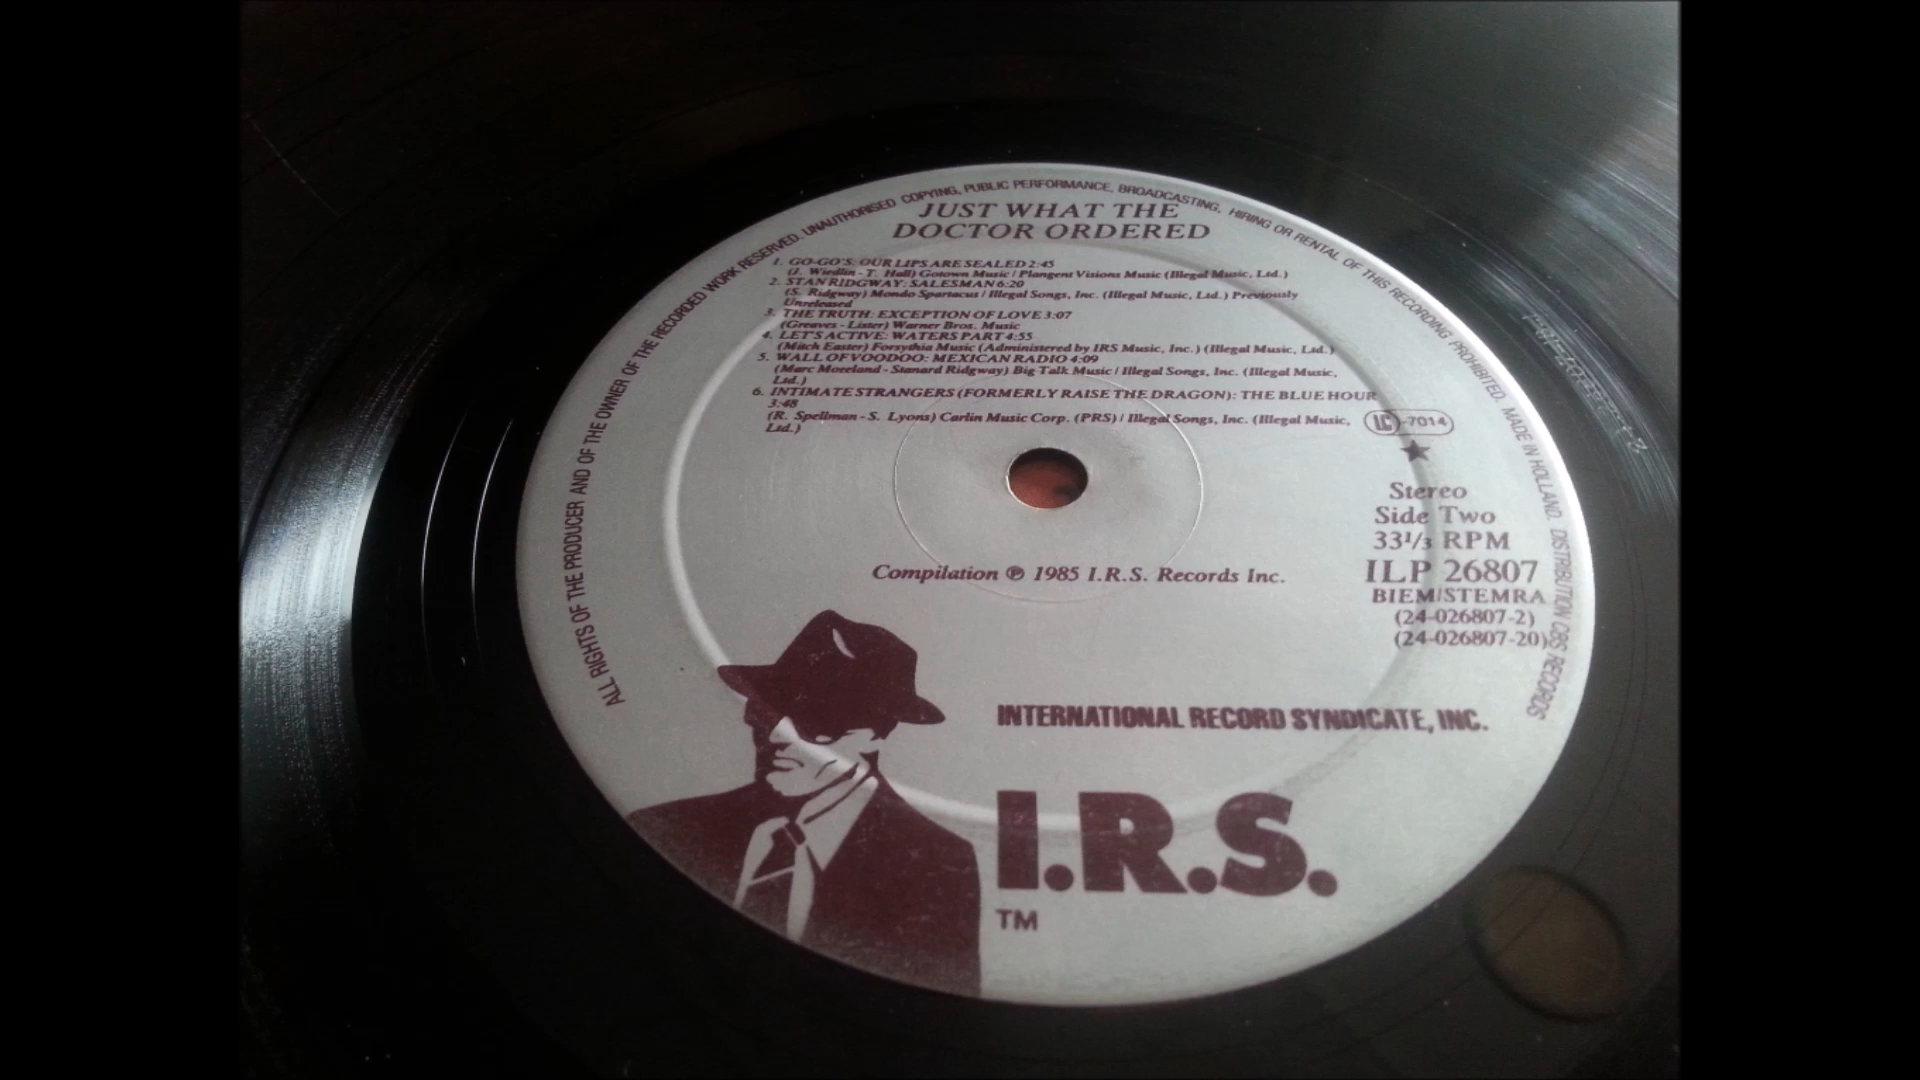 ALL RIGHTS OF THE PRODUCER AND OF THE OWNER OF THE RECORDED WORK RESERVED. UNAUTHORISED COPYING, PUBLIC PERFORMANCE, BROADCASTING, HIRING OR RENTAL OF THIS RECORDING PROHIBITED. MADE IN HOLLAND. DISTRIBUTION CBS RECORDS
JUST WHAT THE
DOCTOR ORDERED
1. GO-GO'S: OUR LIPS ARE SEALED 2:45
(J. Wiedlin - T. Hall) Gotown Music / Plangent Visions Music (Illegal Music, Ltd.)
2. STAN RIDGWAY: SALESMAN 6:20
(S. Ridgway) Mondo Spartacus / Illegal Songs, Inc. (Illegal Music, Ltd.) Previously
Unreleased
3. THE TRUTH: EXCEPTION OF LOVE 3:07
(Greaves - Lister) Warner Bros. Music
4. LET'S ACTIVE: WATERS PART 4:55
(Mitch Easter) Forsythia Music (Administered by IRS Music, Inc.) (Illegal Music, Ltd.)
5. WALL OF VOODOO: MEXICAN RADIO 4:09
(Marc Moreland - Stanard Ridgway) Big Talk Music / Illegal Songs, Inc. (Illegal Music,
Ltd.)
6. INTIMATE STRANGERS (FORMERLY RAISE THE DRAGON): THE BLUE HOUR
3:48
(R. Spellman - S. Lyons) Carlin Music Corp. (PRS) / Illegal Songs, Inc. (Illegal Music,
Ltd.)
LC-7014
Stereo
Side Two
33 1/3 RPM
ILP 26807
BIEM/STEMRA
(24-026807-2)
(24-026807-20)
Compilation ℗ 1985 I.R.S. Records Inc.
INTERNATIONAL RECORD SYNDICATE, INC.
I.R.S.
TM